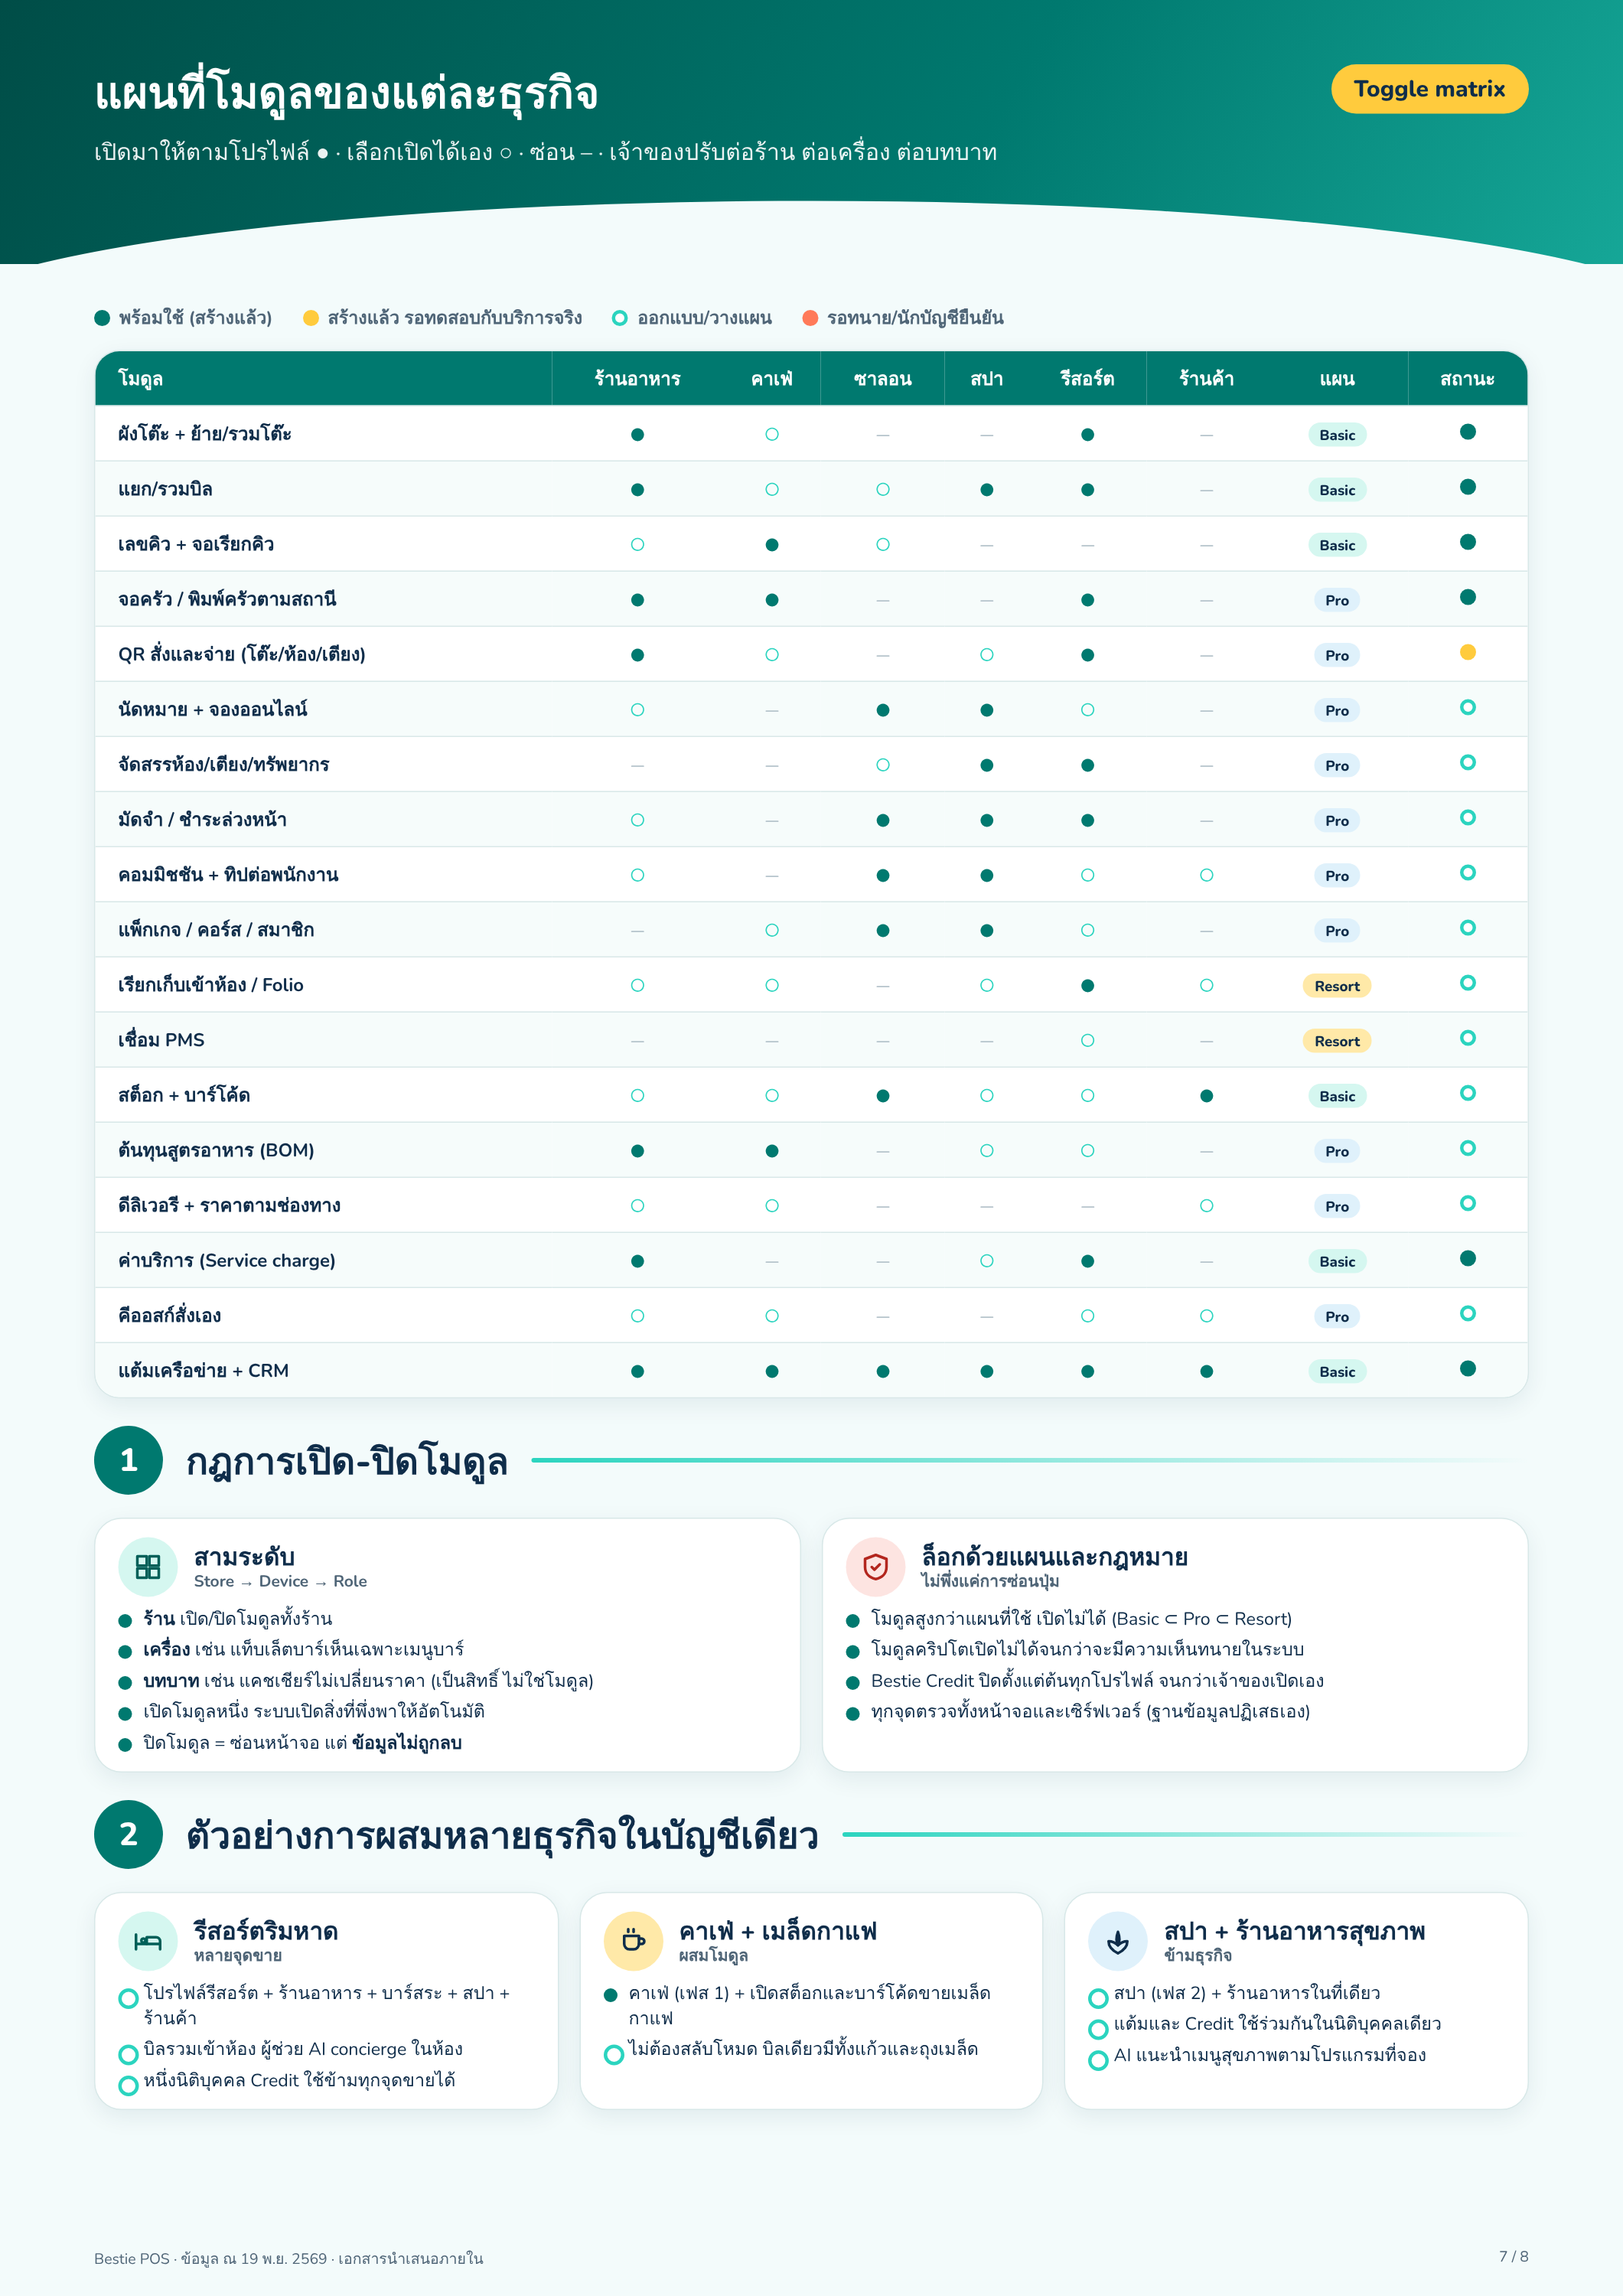 แผนที่โมดูลของแต่ละธุรกิจ
Toggle matrix
เปิดมาให้ตามโปรไฟล์ ● · เลือกเปิดได้เอง ○ · ซ่อน – · เจ้าของปรับต่อร้าน ต่อเครื่อง ต่อบทบาท
พร้อมใช้ (สร้างแล้ว) สร้างแล้ว รอทดสอบกับบริการจริง ออกแบบ/วางแผน รอทนาย/นักบัญชียืนยัน
โมดูล ร้านอาหาร คาเฟ่ ซาลอน สปา รีสอร์ต ร้านค้า แผน สถานะ
ผังโต๊ะ + ย้าย/รวมโต๊ะ ● ○ – – ● – Basic ●
แยก/รวมบิล ● ○ ○ ● ● – Basic ●
เลขคิว + จอเรียกคิว ○ ● ○ – – – Basic ●
จอครัว / พิมพ์ครัวตามสถานี ● ● – – ● – Pro ●
QR สั่งและจ่าย (โต๊ะ/ห้อง/เตียง) ● ○ – ○ ● – Pro ●
นัดหมาย + จองออนไลน์ ○ – ● ● ○ – Pro ○
จัดสรรห้อง/เตียง/ทรัพยากร – – ○ ● ● – Pro ○
มัดจำ / ชำระล่วงหน้า ○ – ● ● ● – Pro ○
คอมมิชชัน + ทิปต่อพนักงาน ○ – ● ● ○ ○ Pro ○
แพ็กเกจ / คอร์ส / สมาชิก – ○ ● ● ○ – Pro ○
เรียกเก็บเข้าห้อง / Folio ○ ○ – ○ ● ○ Resort ○
เชื่อม PMS – – – – ○ – Resort ○
สต็อก + บาร์โค้ด ○ ○ ● ○ ○ ● Basic ○
ต้นทุนสูตรอาหาร (BOM) ● ● – ○ ○ – Pro ○
ดีลิเวอรี + ราคาตามช่องทาง ○ ○ – – – ○ Pro ○
ค่าบริการ (Service charge) ● – – ○ ● – Basic ●
คีออสก์สั่งเอง ○ ○ – – ○ ○ Pro ○
แต้มเครือข่าย + CRM ● ● ● ● ● ● Basic ●
1 กฎการเปิด-ปิดโมดูล
สามระดับ
Store → Device → Role
ร้าน เปิด/ปิดโมดูลทั้งร้าน
เครื่อง เช่น แท็บเล็ตบาร์เห็นเฉพาะเมนูบาร์
บทบาท เช่น แคชเชียร์ไม่เปลี่ยนราคา (เป็นสิทธิ์ ไม่ใช่โมดูล)
เปิดโมดูลหนึ่ง ระบบเปิดสิ่งที่พึ่งพาให้อัตโนมัติ
ปิดโมดูล = ซ่อนหน้าจอ แต่ ข้อมูลไม่ถูกลบ
ล็อกด้วยแผนและกฎหมาย
ไม่พึ่งแค่การซ่อนปุ่ม
โมดูลสูงกว่าแผนที่ใช้ เปิดไม่ได้ (Basic ⊂ Pro ⊂ Resort)
โมดูลคริปโตเปิดไม่ได้จนกว่าจะมีความเห็นทนายในระบบ
Bestie Credit ปิดตั้งแต่ต้นทุกโปรไฟล์ จนกว่าเจ้าของเปิดเอง
ทุกจุดตรวจทั้งหน้าจอและเซิร์ฟเวอร์ (ฐานข้อมูลปฏิเสธเอง)
2 ตัวอย่างการผสมหลายธุรกิจในบัญชีเดียว
รีสอร์ตริมหาด
หลายจุดขาย
โปรไฟล์รีสอร์ต + ร้านอาหาร + บาร์สระ + สปา +
ร้านค้า
บิลรวมเข้าห้อง ผู้ช่วย AI concierge ในห้อง
หนึ่งนิติบุคคล Credit ใช้ข้ามทุกจุดขายได้
คาเฟ่ + เมล็ดกาแฟ
ผสมโมดูล
คาเฟ่ (เฟส 1) + เปิดสต็อกและบาร์โค้ดขายเมล็ด
กาแฟ
ไม่ต้องสลับโหมด บิลเดียวมีทั้งแก้วและถุงเมล็ด
สปา + ร้านอาหารสุขภาพ
ข้ามธุรกิจ
สปา (เฟส 2) + ร้านอาหารในที่เดียว
แต้มและ Credit ใช้ร่วมกันในนิติบุคคลเดียว
AI แนะนำเมนูสุขภาพตามโปรแกรมที่จอง
Bestie POS · ข้อมูล ณ 19 พ.ย. 2569 · เอกสารนำเสนอภายใน
7 / 8